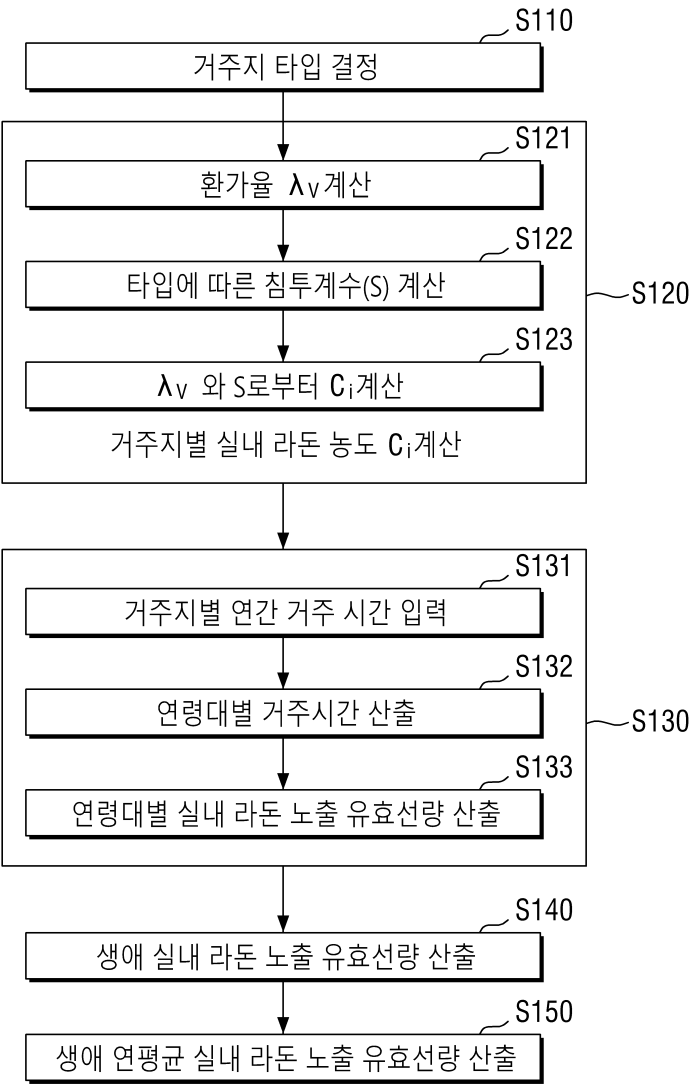 S110
거주지 타입 결정
S121
환가율 λv계산
S122
타입에 따른 침투계수(S) 계산
S120
S123
λv 와 S로부터 Ci계산
거주지별 실내 라돈 농도 Ci계산
S131
거주지별 연간 거주 시간 입력
S132
연령대별 거주시간 산출
S130
S133
연령대별 실내 라돈 노출 유효선량 산출
S140
생애 실내 라돈 노출 유효선량 산출
S150
생애 연평균 실내 라돈 노출 유효선량 산출